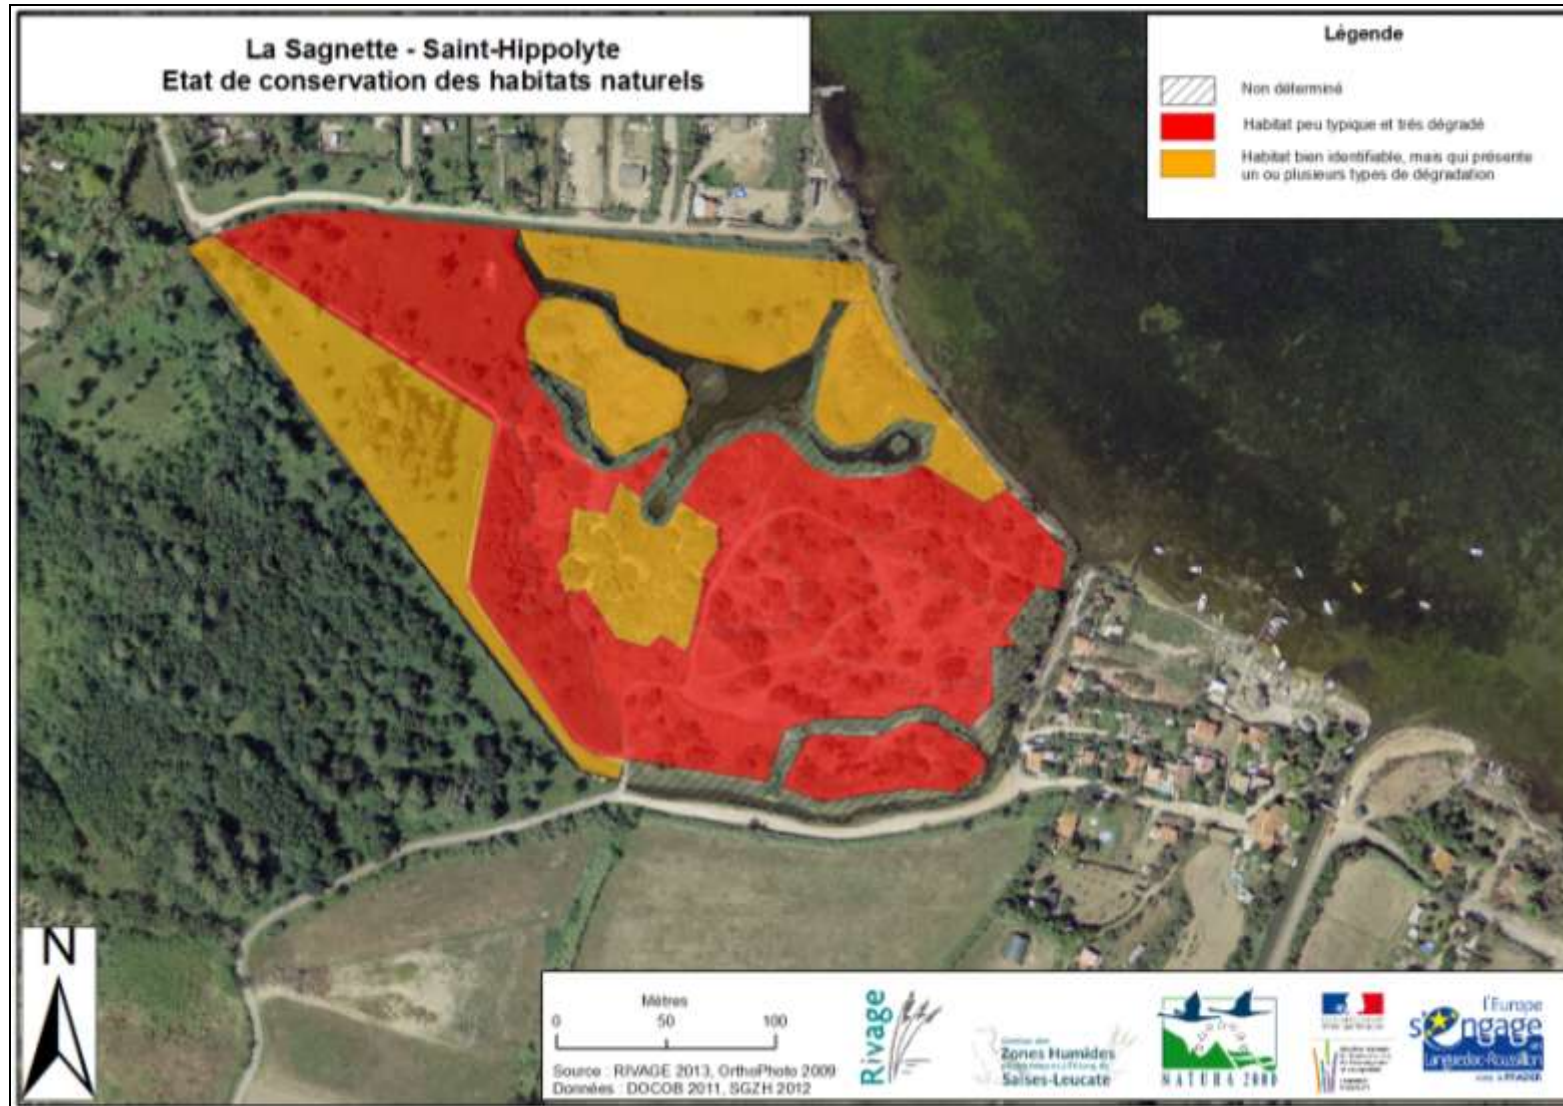 La Sagnette - Saint-Hippolyte
Etat de conservation des habitats naturels
Légende
Non déterminé
Habitat peu typique et trés dégradé
Habitat bien identifiable, mais qui présente
un ou plusieurs types de dégradation
N
Mètres
0 50 100
Source : RIVAGE 2013, OrthoPhoto 2009
Données : DOCOB 2011, SGZH 2012
Rivage
Zones Humides
Salses-Leucate
NATURA 2000
l'Europe
s'engage
Languedoc-Roussillon